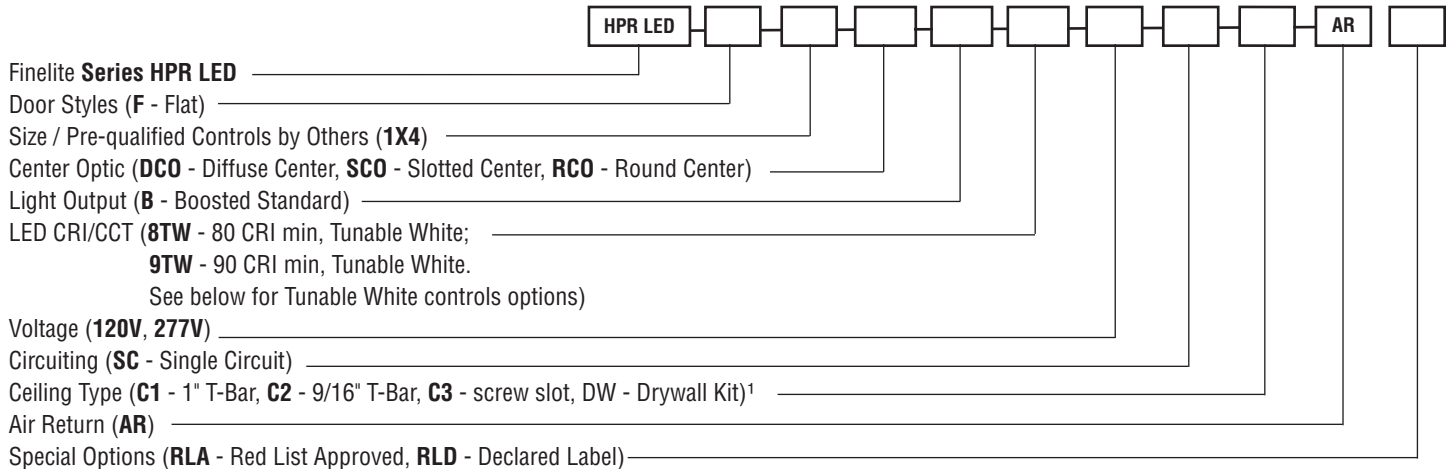 HPR LED AR
Finelite Series HPR LED
Door Styles (F - Flat)
Size / Pre-qualified Controls by Others (1X4)
Center Optic (DCO - Diffuse Center, SCO - Slotted Center, RCO - Round Center)
Light Output (B - Boosted Standard)
LED CRI/CCT (8TW - 80 CRI min, Tunable White;
9TW - 90 CRI min, Tunable White.
See below for Tunable White controls options)
Voltage (120V, 277V)
Circuiting (SC - Single Circuit)
Ceiling Type (C1 - 1" T-Bar, C2 - 9/16" T-Bar, C3 - screw slot, DW - Drywall Kit)¹
Air Return (AR)
Special Options (RLA - Red List Approved, RLD - Declared Label)